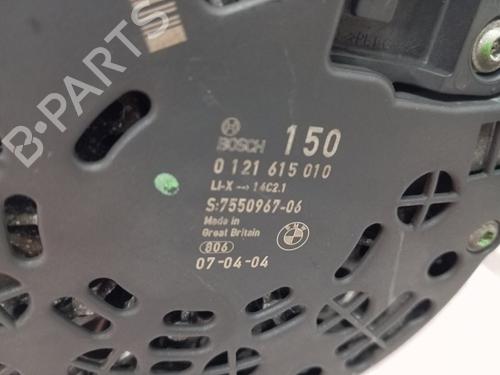 >PET G
BOSCH 150
0 121 615 010
LI-X → 14C2.1
S:7550967-06
Made in
Great Britain
806
07-04-04
B-PARTS